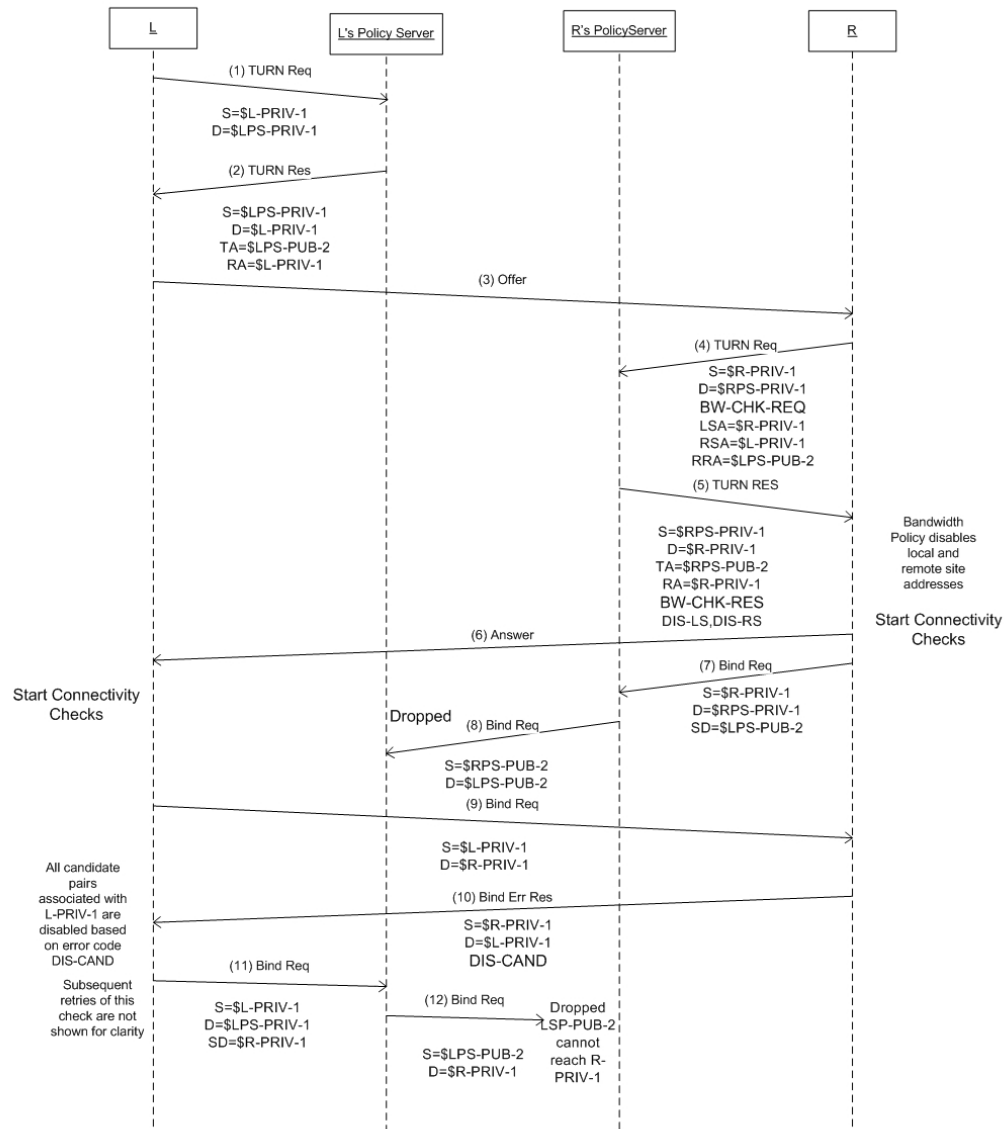 L
L's Policy Server
R's PolicyServer
R
(1) TURN Req
S=$L-PRIV-1
D=$LPS-PRIV-1
(2) TURN Res
S=$LPS-PRIV-1
D=$L-PRIV-1
TA=$LPS-PUB-2
RA=$L-PRIV-1
(3) Offer
(4) TURN Req
S=$R-PRIV-1
D=$RPS-PRIV-1
BW-CHK-REQ
LSA=$R-PRIV-1
RSA=$L-PRIV-1
RRA=$LPS-PUB-2
(5) TURN RES
S=$RPS-PRIV-1
D=$R-PRIV-1
TA=$RPS-PUB-2
RA=$R-PRIV-1
BW-CHK-RES
DIS-LS,DIS-RS
Bandwidth
Policy disables
local and
remote site
addresses
(6) Answer
Start Connectivity
Checks
(7) Bind Req
S=$R-PRIV-1
D=$RPS-PRIV-1
SD=$LPS-PUB-2
Start Connectivity
Checks
Dropped
(8) Bind Req
S=$RPS-PUB-2
D=$LPS-PUB-2
(9) Bind Req
S=$L-PRIV-1
D=$R-PRIV-1
All candidate
pairs
associated with
L-PRIV-1 are
disabled based
on error code
DIS-CAND
(10) Bind Err Res
S=$R-PRIV-1
D=$L-PRIV-1
DIS-CAND
(11) Bind Req
Subsequent
retries of this
check are not
shown for clarity
S=$L-PRIV-1
D=$LPS-PRIV-1
SD=$R-PRIV-1
(12) Bind Req
S=$LPS-PUB-2
D=$R-PRIV-1
Dropped
LSP-PUB-2
cannot
reach R-
PRIV-1